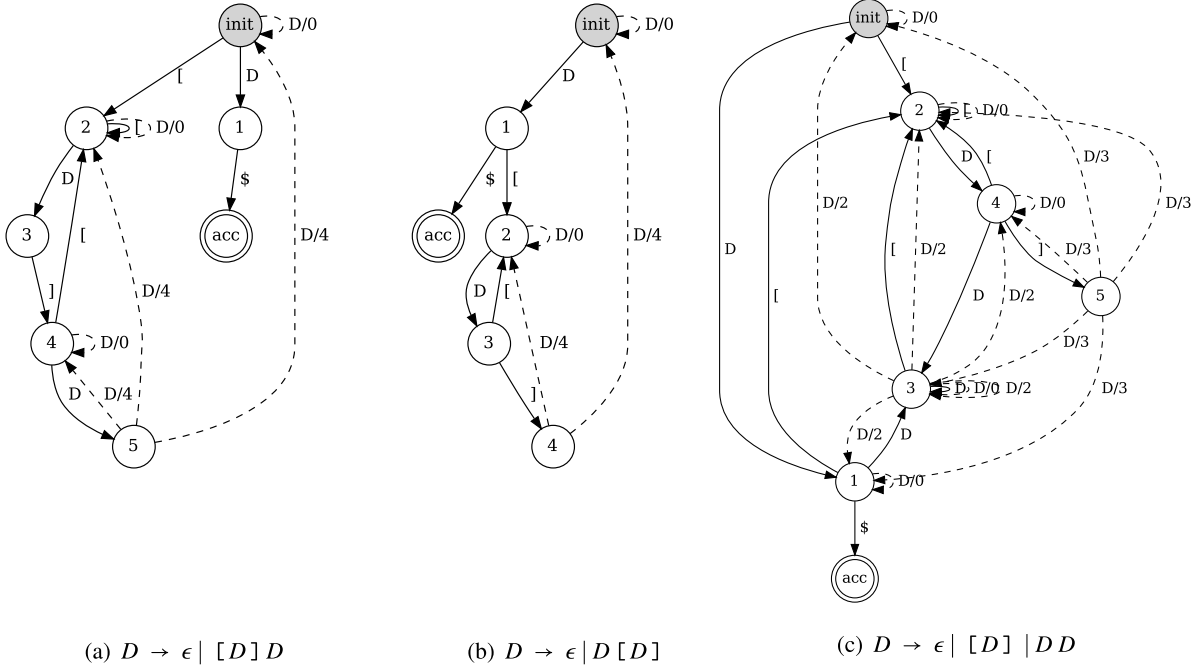 init D/0
[ D
2 [ D/0 1
D $
3 [ acc D/4
] D/4
4 D/0
D D/4
5
(a) D → ϵ | [D]D
init D/0
D
1
$ [
acc 2 D/0
D [ D/4
3 D/4
]
4
(b) D → ϵ | D[D]
init D/0
[
2 [ D/0
D [ D/3
4 D/0 D/3
D/2
D [ [ D/2 D/3 ]
D D/2 5
D/3
3 D D/0 D/2
D/2 D D/3
1 D/0
$
acc
(c) D → ϵ | [D] | DD